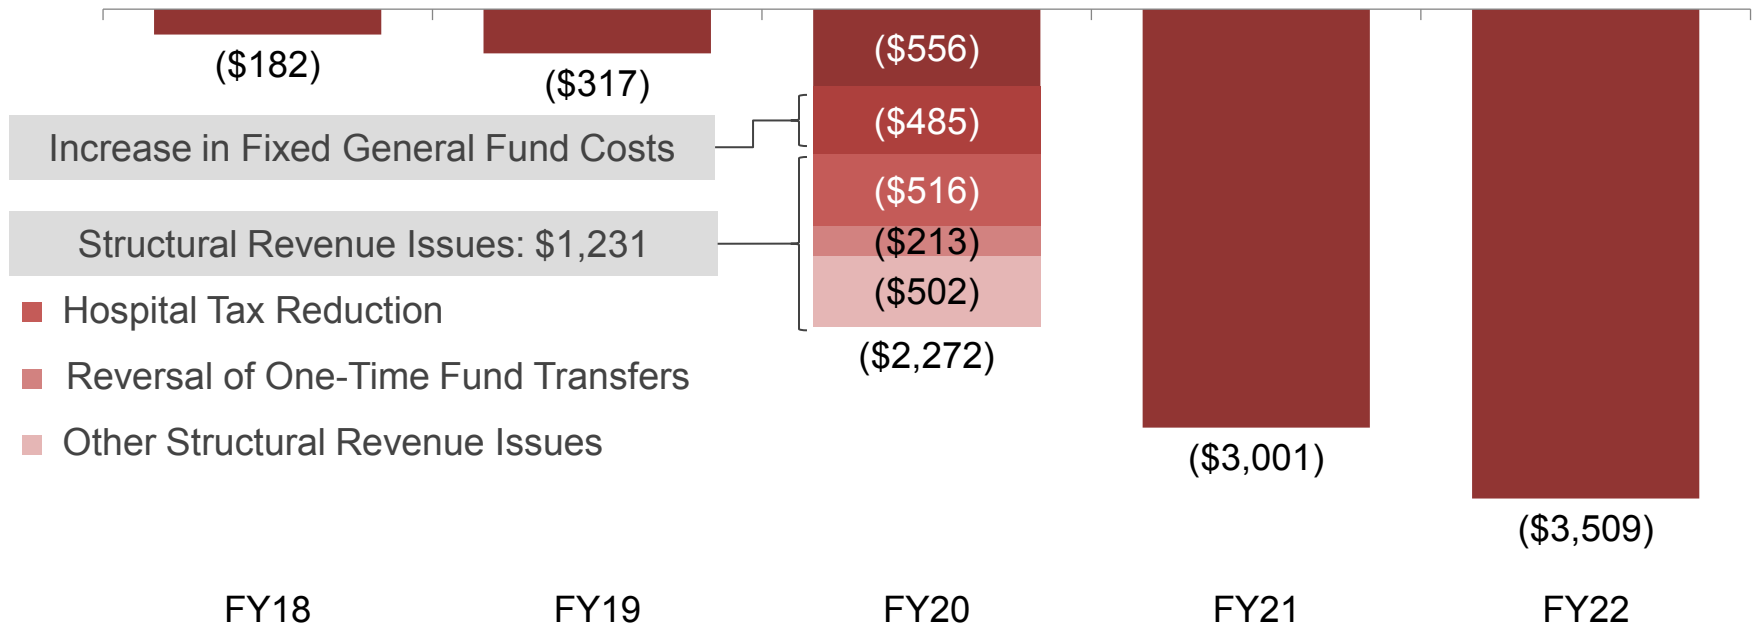 ($182)
($317)
($556)
Increase in Fixed General Fund Costs
($485)
($516)
Structural Revenue Issues: $1,231
($213)
($502)
Hospital Tax Reduction
Reversal of One-Time Fund Transfers
Other Structural Revenue Issues
($2,272)
($3,001)
($3,509)
FY18
FY19
FY20
FY21
FY22